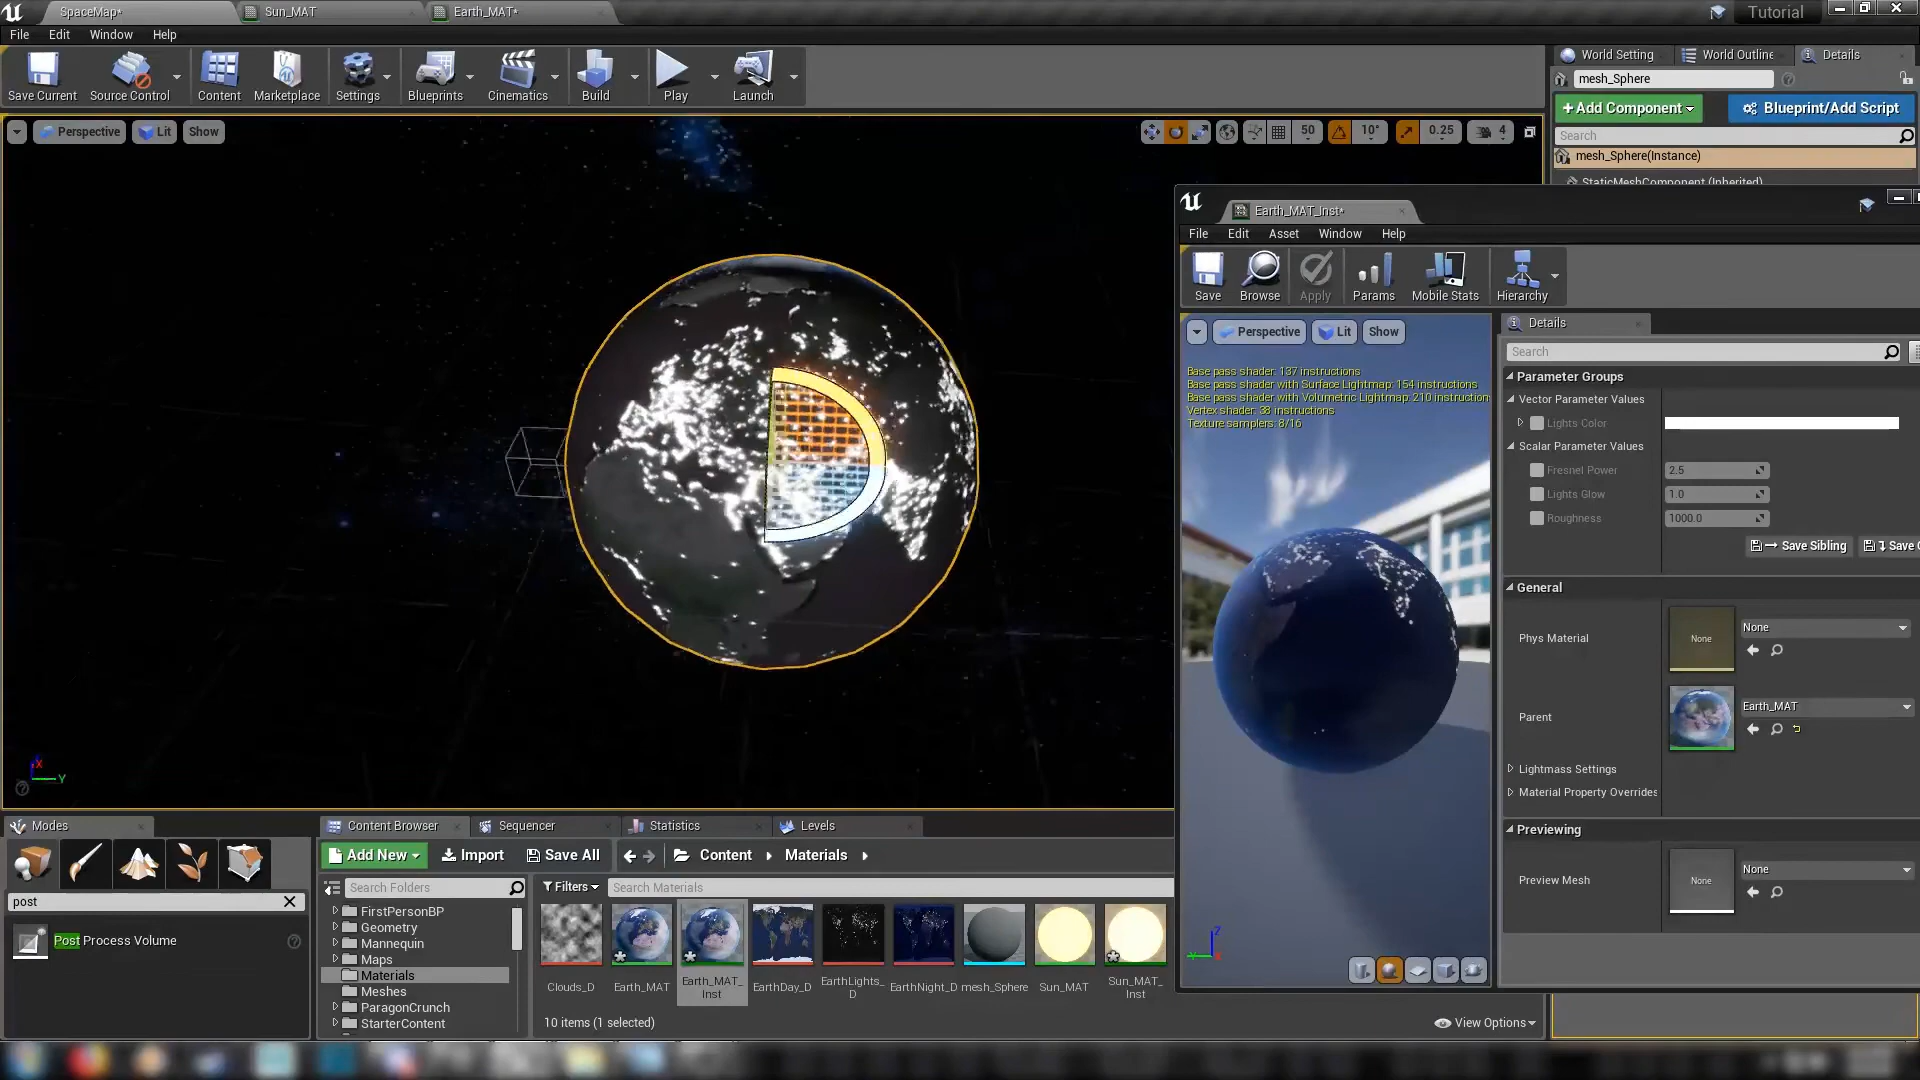 SpaceMap*
Sun_MAT
Earth_MAT*
Tutorial
File Edit Window Help
Save Current
Source Control
Content
Marketplace
Settings
Blueprints
Cinematics
Build
Play
Launch
World Setting
World Outline
Details
mesh_Sphere
Add Component
Blueprint/Add Script
Search
mesh_Sphere(Instance)
StaticMeshComponent (Inherited)
Perspective
Lit
Show
50
10°
0.25
4
Earth_MAT_Inst*
File Edit Asset Window Help
Save
Browse
Apply
Params
Mobile Stats
Hierarchy
Perspective
Lit
Show
Base pass shader: 137 instructions
Base pass shader with Surface Lightmap: 154 instructions
Base pass shader with Volumetric Lightmap: 210 instruction
Vertex shader: 38 instructions
Texture samplers: 8/16
Details
Search
Parameter Groups
Vector Parameter Values
Lights Color
Scalar Parameter Values
Fresnel Power 2.5
Lights Glow 1.0
Roughness 1000.0
Save Sibling
Save
General
Phys Material
None
None
Parent
Earth_MAT
Lightmass Settings
Material Property Overrides
Previewing
Preview Mesh
None
None
X
Y
Z
Modes
post
Post Process Volume
Content Browser
Sequencer
Statistics
Levels
Add New
Import
Save All
Content
Materials
Search Folders
Filters
Search Materials
FirstPersonBP
Geometry
Mannequin
Maps
Materials
Meshes
ParagonCrunch
StarterContent
Clouds_D
Earth_MAT
Earth_MAT_
Inst
EarthDay_D
EarthLights_
D
EarthNight_D
mesh_Sphere
Sun_MAT
Sun_MAT_
Inst
10 items (1 selected)
View Options